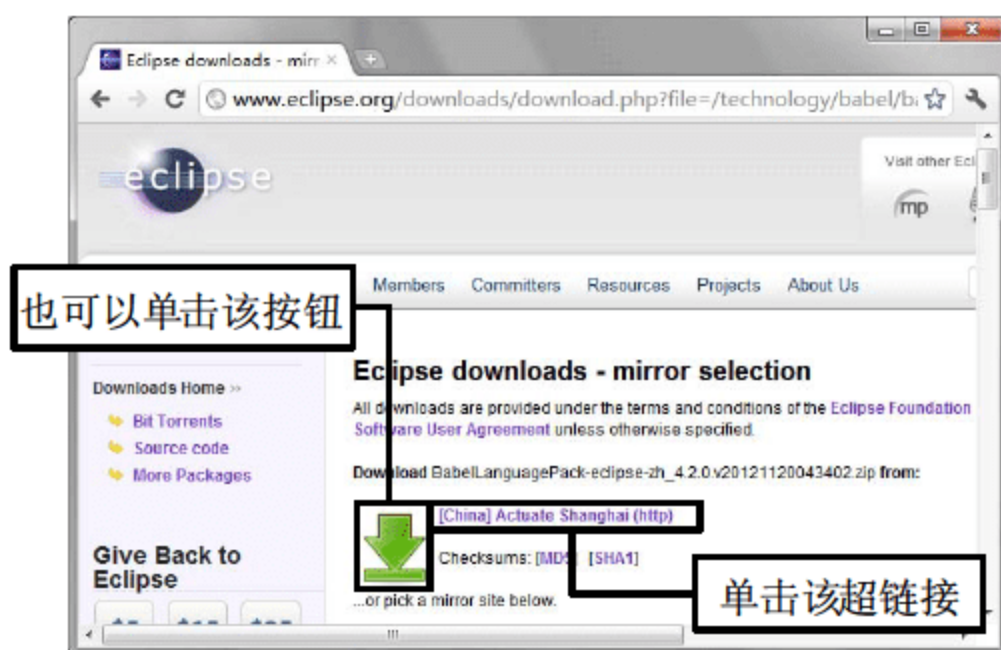 Eclipse downloads - mirr
www.eclipse.org/downloads/download.php?file=/technology/babel/b
eclipse
Visit other Ecl
mp
Members Committers Resources Projects About Us
也可以单击该按钮
Downloads Home »
Bit Torrents
Source code
More Packages
Give Back to
Eclipse
Eclipse downloads - mirror selection
All downloads are provided under the terms and conditions of the Eclipse Foundation
Software User Agreement unless otherwise specified.
Download BabelLanguagePack-eclipse-zh_4.2.0.v20121120043402.zip from:
[China] Actuate Shanghai (http)
Checksums: [MD5] [SHA1]
...or pick a mirror site below.
单击该超链接